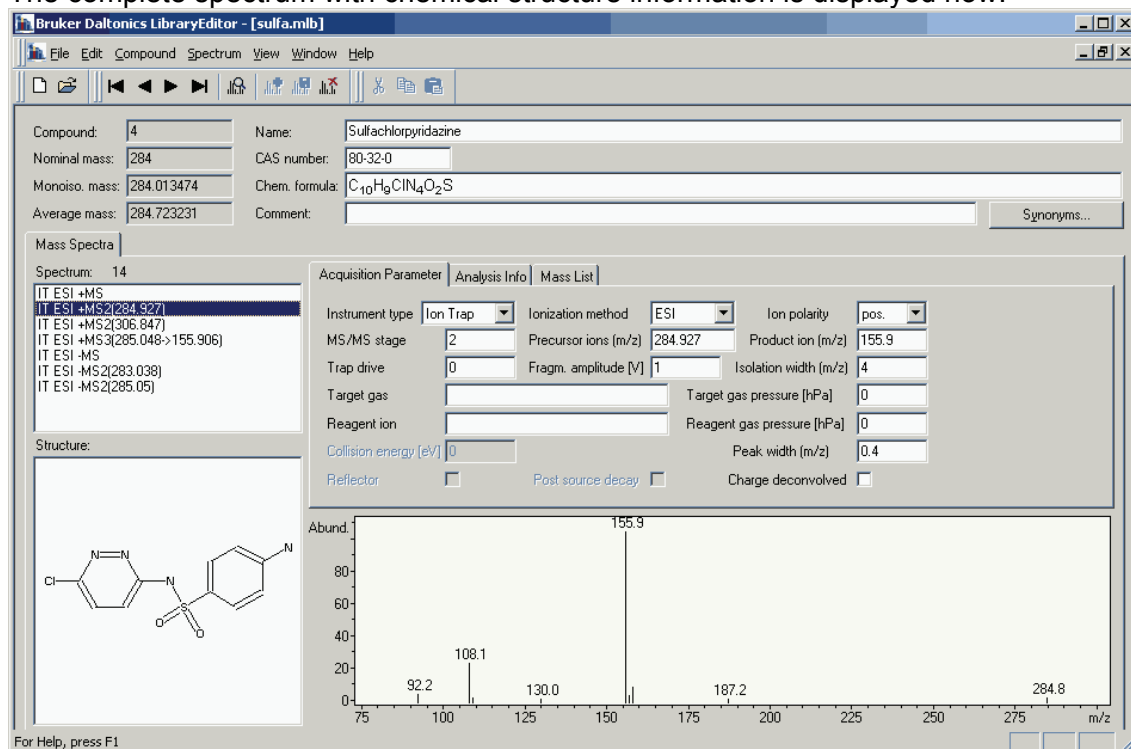 The complete spectrum with chemical structure information is displayed now.
Bruker Daltonics LibraryEditor - [sulfa.mlb]
File Edit Compound Spectrum View Window Help
Compound: 4 Name: Sulfachlorpyridazine
Nominal mass: 284 CAS number: 80-32-0
Monoiso. mass: 284.013474 Chem. formula: C10H9ClN4O2S
Average mass: 284.723231 Comment: Synonyms...
Mass Spectra
Spectrum: 14
IT ESI +MS
IT ESI +MS2(284.927)
IT ESI +MS2(306.847)
IT ESI +MS3(285.048->155.906)
IT ESI -MS
IT ESI -MS2(283.038)
IT ESI -MS2(285.05)
Acquisition Parameter Analysis Info Mass List
Instrument type Ion Trap Ionization method ESI Ion polarity pos.
MS/MS stage 2 Precursor ions (m/z) 284.927 Product ion (m/z) 155.9
Trap drive 0 Fragm. amplitude [V] 1 Isolation width (m/z) 4
Target gas Target gas pressure [hPa] 0
Reagent ion Reagent gas pressure [hPa] 0
Collision energy [eV] 0 Peak width (m/z) 0.4
Reflector Post source decay Charge deconvolved
Structure:
N N N
Cl N
S
O O
Abund. 155.9
80
60
40
108.1
20
92.2 130.0 187.2 284.8
0
75 100 125 150 175 200 225 250 275 m/z
For Help, press F1